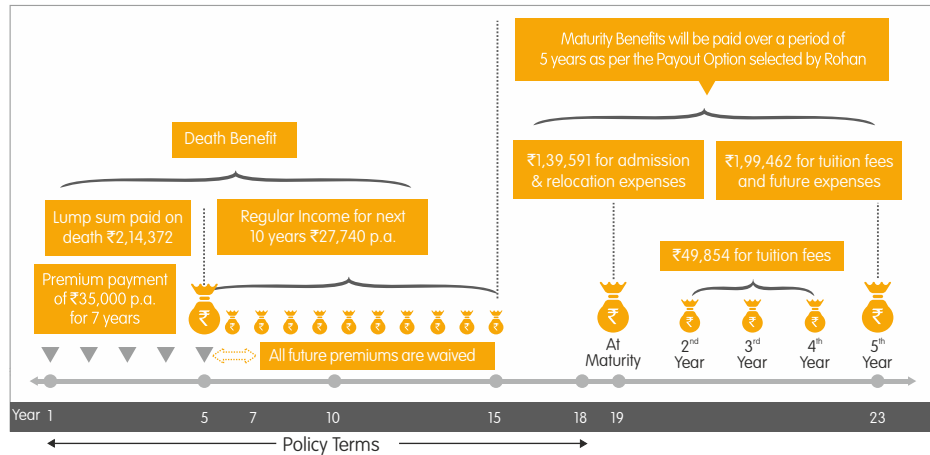 Maturity Benefits will be paid over a period of
5 years as per the Payout Option selected by Rohan
Death Benefit
₹1,39,591 for admission
& relocation expenses
₹1,99,462 for tuition fees
and future expenses
Lump sum paid on
death ₹2,14,372
Regular Income for next
10 years ₹27,740 p.a.
₹49,854 for tuition fees
Premium payment
of ₹35,000 p.a.
for 7 years
₹
₹ ₹ ₹ ₹ ₹ ₹ ₹ ₹ ₹ ₹
₹ ₹ ₹ ₹ ₹
All future premiums are waived
At
Maturity
2nd
Year
3rd
Year
4th
Year
5th
Year
Year 1 5 7 10 15 18 19 23
Policy Terms